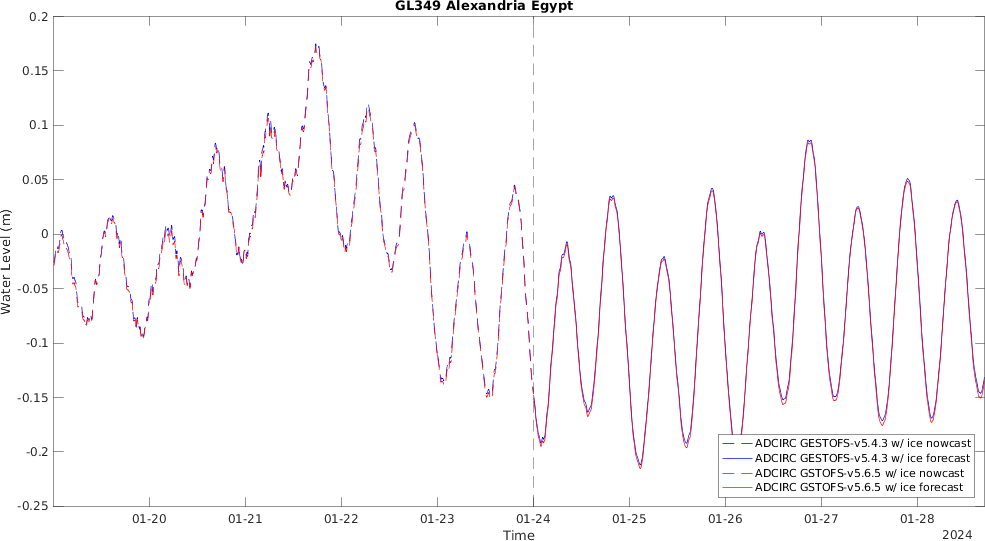 GL349 Alexandria Egypt
0.2
0.15
0.1
0.05
0
-0.05
-0.1
-0.15
-0.2
-0.25
Water Level (m)
ADCIRC GESTOFS-v5.4.3 w/ ice nowcast
ADCIRC GESTOFS-v5.4.3 w/ ice forecast
ADCIRC GSTOFS-v5.6.5 w/ ice nowcast
ADCIRC GSTOFS-v5.6.5 w/ ice forecast
01-20 01-21 01-22 01-23 01-24 01-25 01-26 01-27 01-28
Time
2024